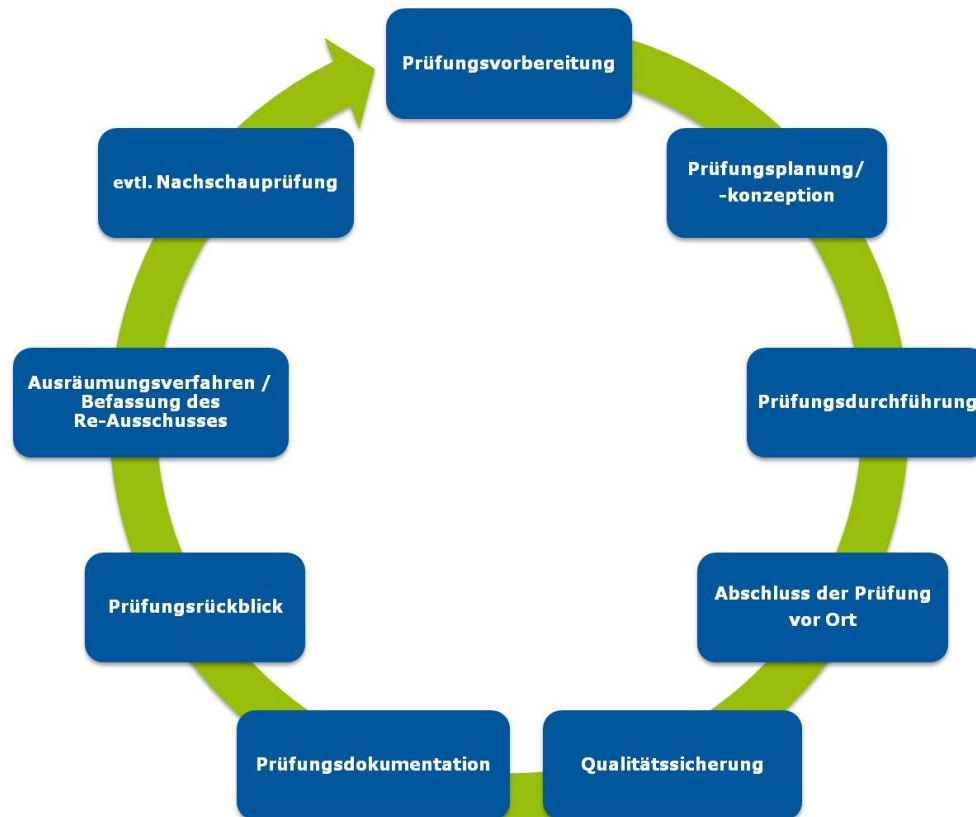 Prüfungsvorbereitung
Prüfungsplanung/
-konzeption
Prüfungsdurchführung
Abschluss der Prüfung
vor Ort
Qualitätssicherung
Prüfungsdokumentation
Prüfungsrückblick
Ausräumungsverfahren /
Befassung des
Re-Ausschusses
evtl. Nachschauprüfung